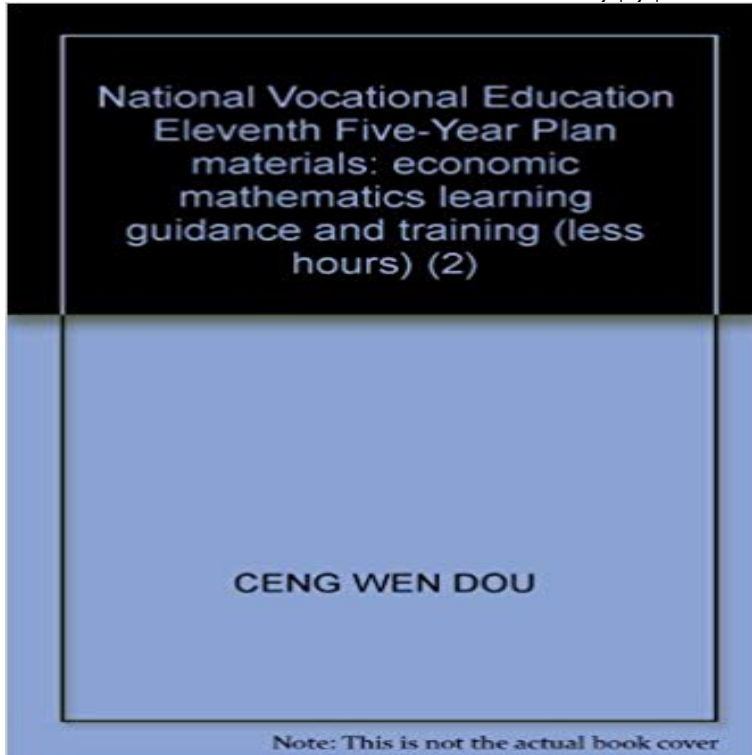 National Vocational Education
Eleventh Five-Year Plan
materials: economic
mathematics learning
guidance and training (less
hours) (2)
CENG WEN DOU
Note: This is not the actual book cover